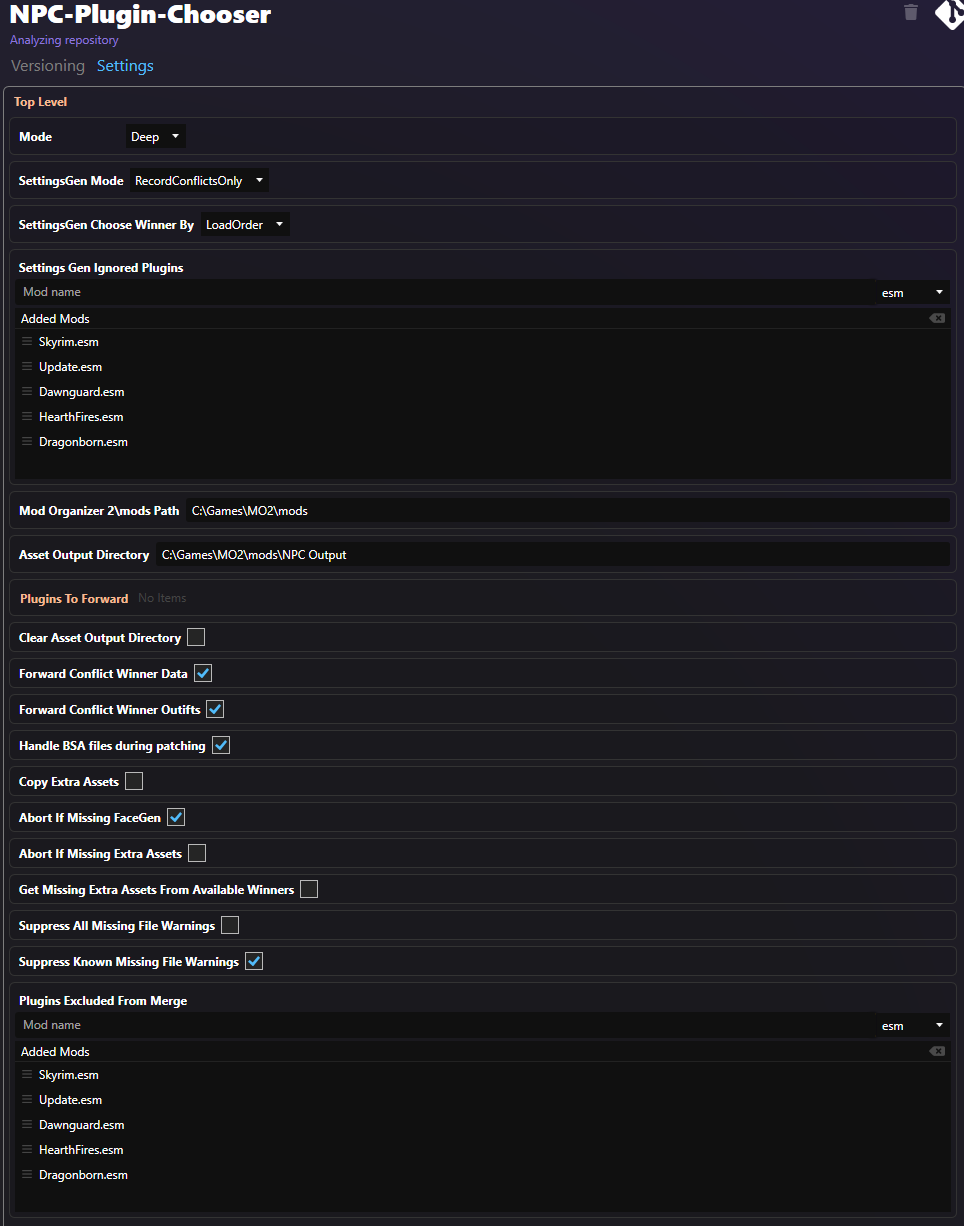 NPC-Plugin-Chooser
Analyzing repository
Versioning Settings
Top Level
Mode Deep
SettingsGen Mode RecordConflictsOnly
SettingsGen Choose Winner By LoadOrder
Settings Gen Ignored Plugins
Mod name esm
Added Mods
Skyrim.esm
Update.esm
Dawnguard.esm
HearthFires.esm
Dragonborn.esm
Mod Organizer 2\mods Path C:\Games\MO2\mods
Asset Output Directory C:\Games\MO2\mods\NPC Output
Plugins To Forward No Items
Clear Asset Output Directory
Forward Conflict Winner Data
Forward Conflict Winner Outifts
Handle BSA files during patching
Copy Extra Assets
Abort If Missing FaceGen
Abort If Missing Extra Assets
Get Missing Extra Assets From Available Winners
Suppress All Missing File Warnings
Suppress Known Missing File Warnings
Plugins Excluded From Merge
Mod name esm
Added Mods
Skyrim.esm
Update.esm
Dawnguard.esm
HearthFires.esm
Dragonborn.esm